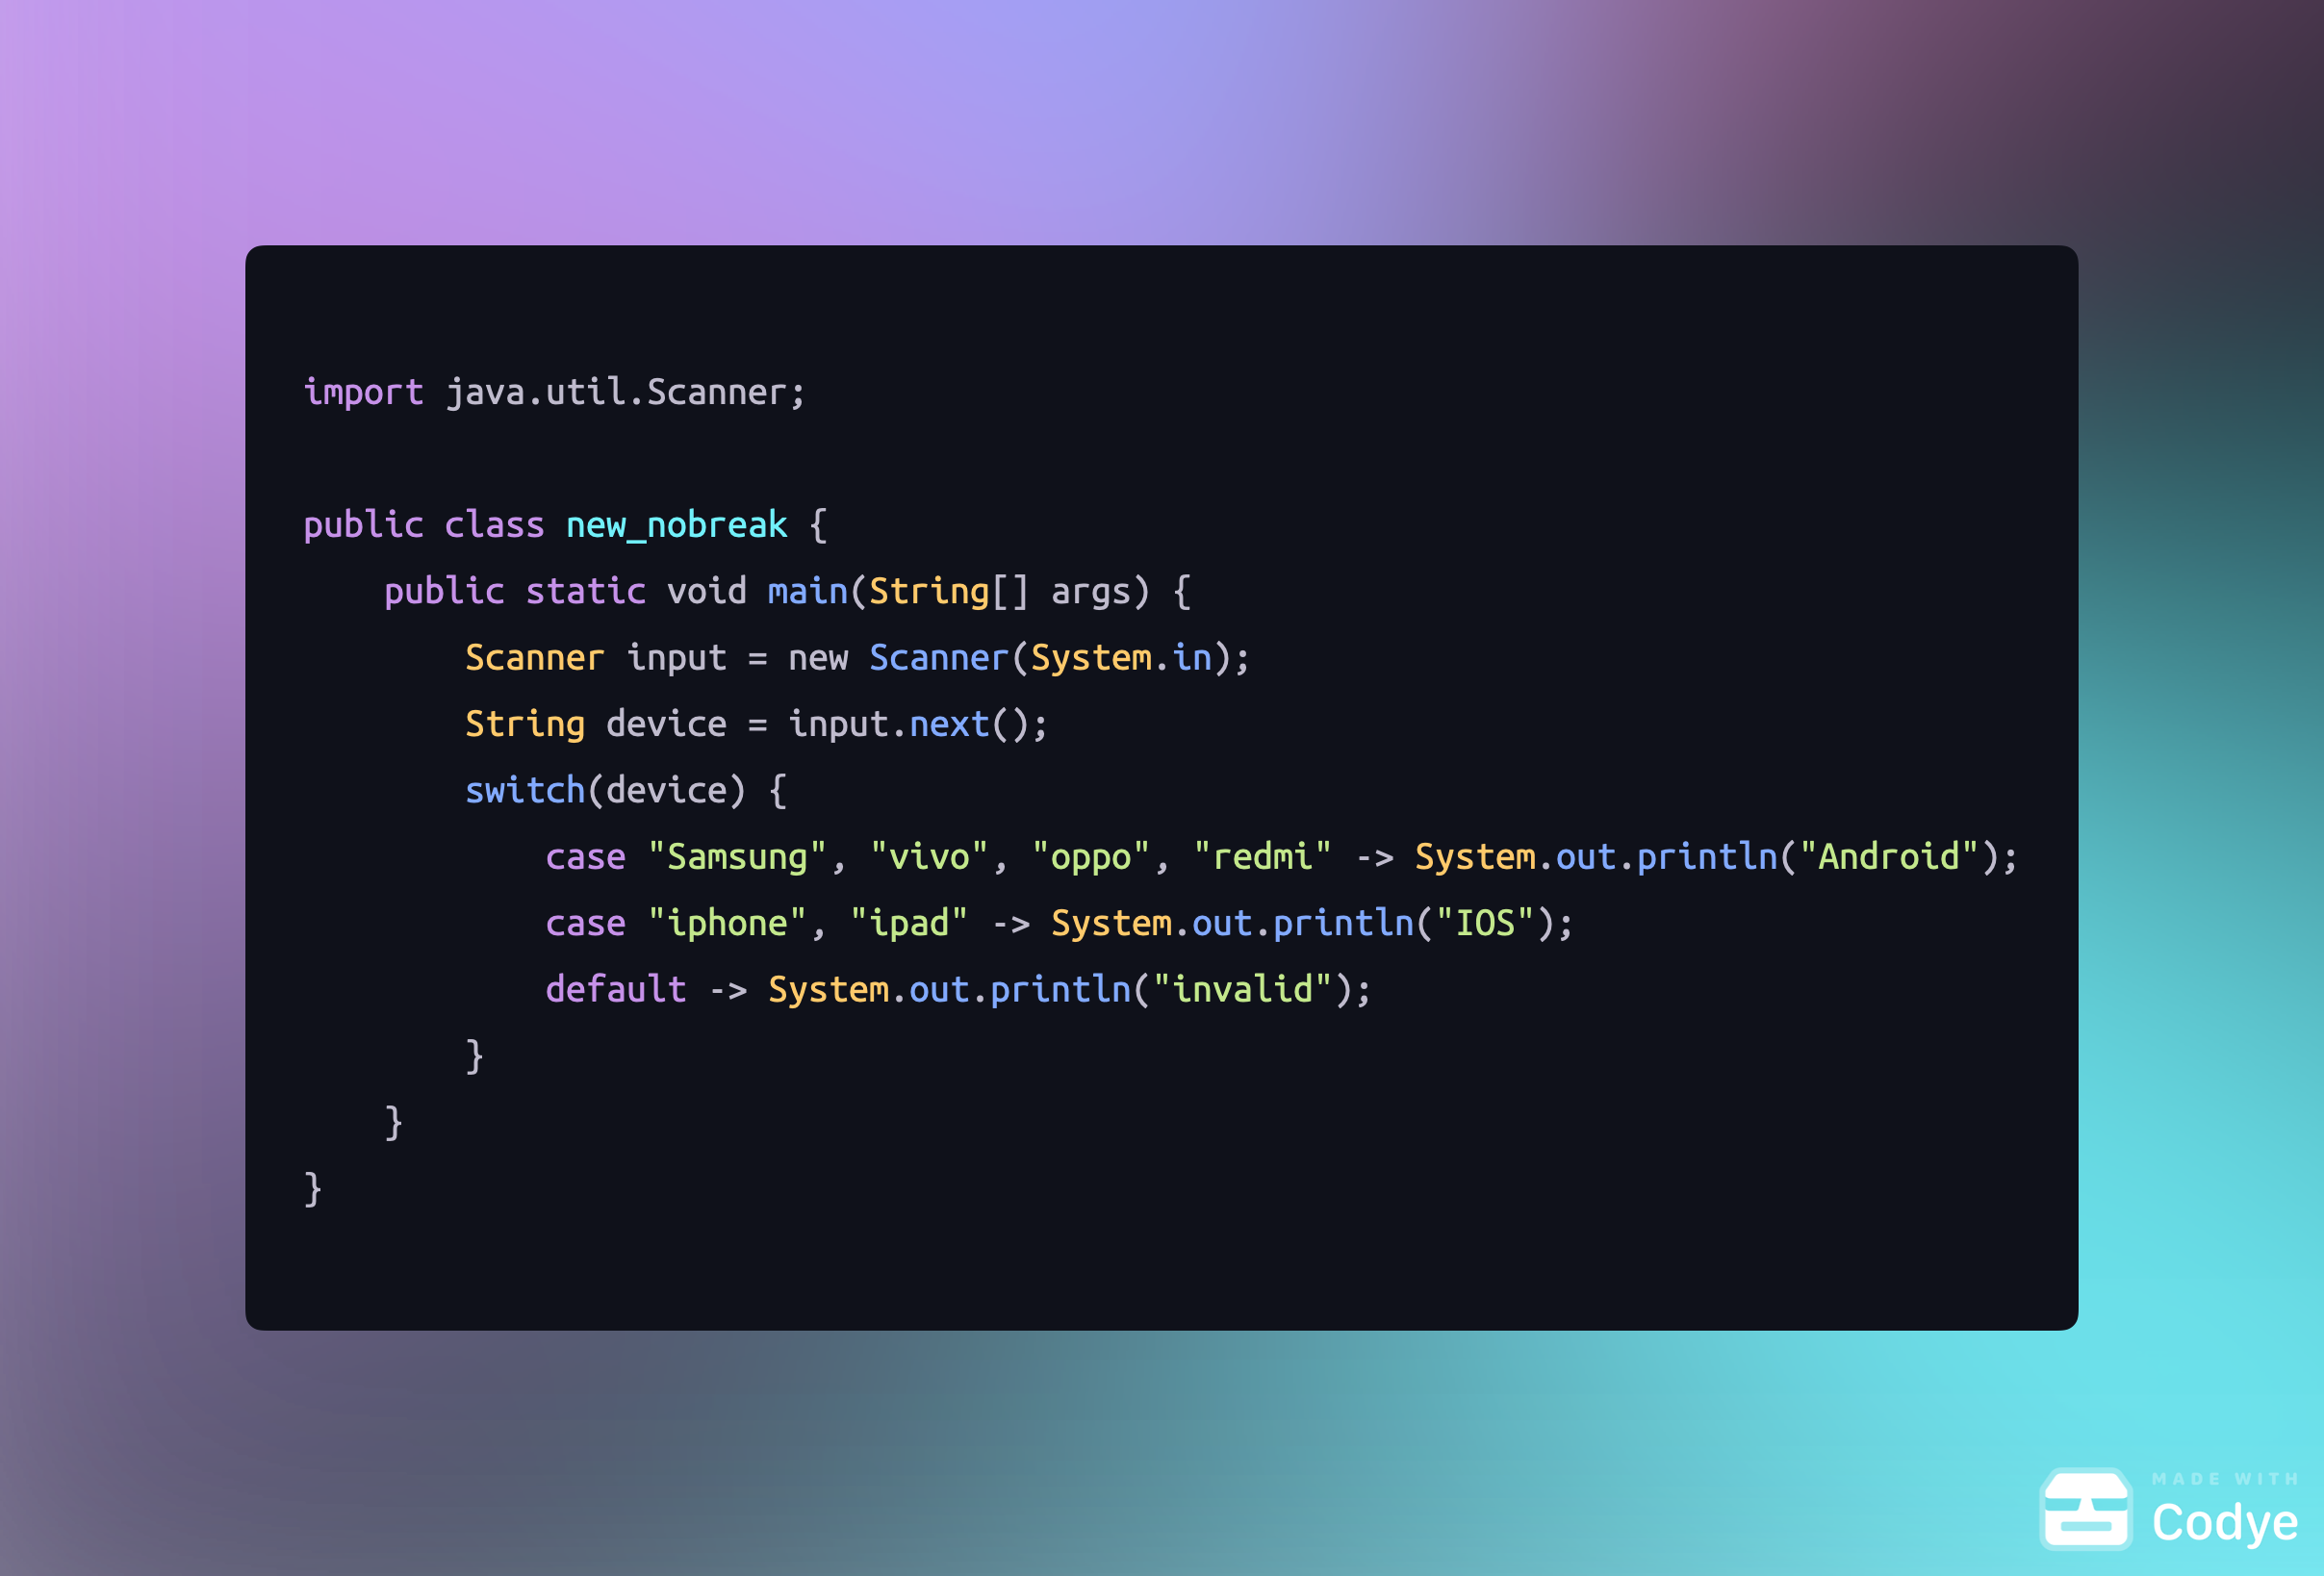 import java.util.Scanner;
public class new_nobreak {
public static void main(String[] args) {
Scanner input = new Scanner(System.in);
String device = input.next();
switch(device) {
case "Samsung", "vivo", "oppo", "redmi" -> System.out.println("Android");
case "iphone", "ipad" -> System.out.println("IOS");
default -> System.out.println("invalid");
}
}
}
MADE WITH
Codye